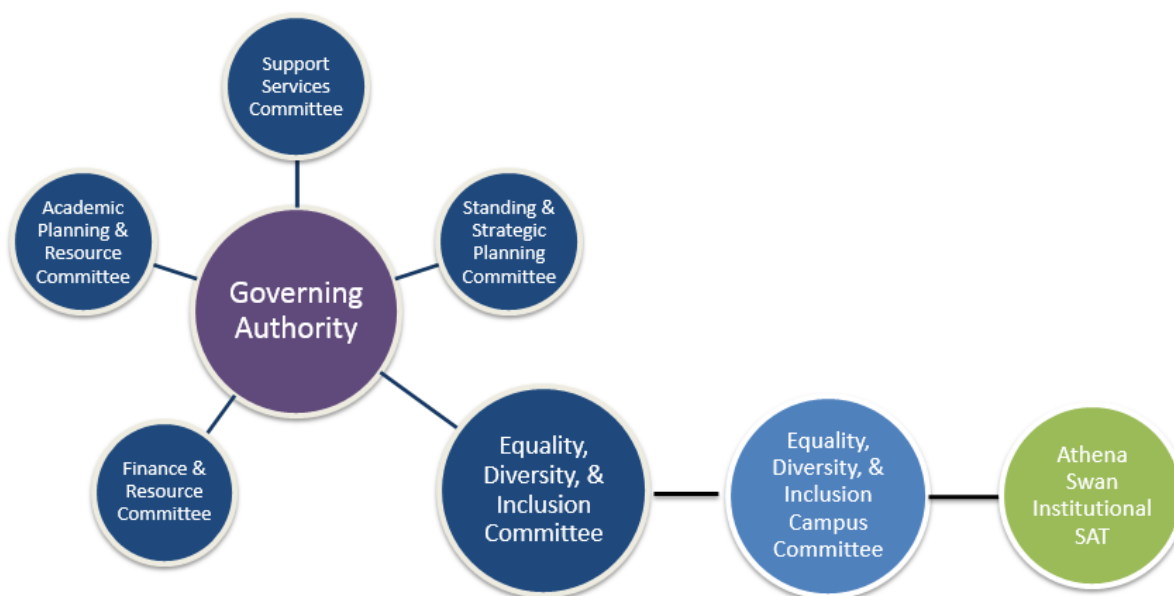 Support
Services
Committee
Academic
Planning &
Resource
Committee
Standing &
Strategic
Planning
Committee
Governing
Authority
Finance &
Resource
Committee
Equality,
Diversity, &
Inclusion
Committee
Equality,
Diversity, &
Inclusion
Campus
Committee
Athena
Swan
Institutional
SAT